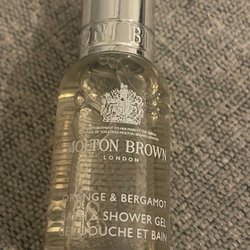 MOLTON BROWN
LONDON
ORANGE & BERGAMOT
BATH & SHOWER GEL
GEL DOUCHE ET BAIN